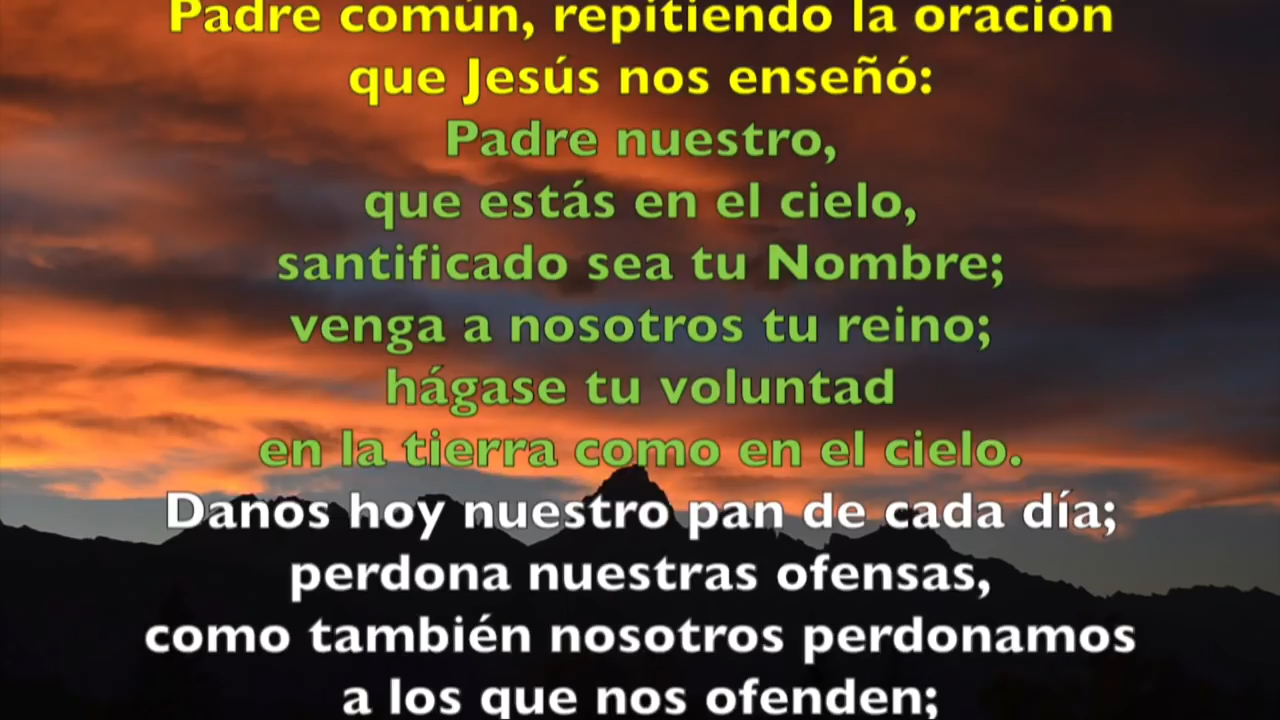 Padre común, repitiendo la oración
que Jesús nos enseñó:
Padre nuestro,
que estás en el cielo,
santificado sea tu Nombre;
venga a nosotros tu reino;
hágase tu voluntad
en la tierra como en el cielo.
Danos hoy nuestro pan de cada día;
perdona nuestras ofensas,
como también nosotros perdonamos
a los que nos ofenden;